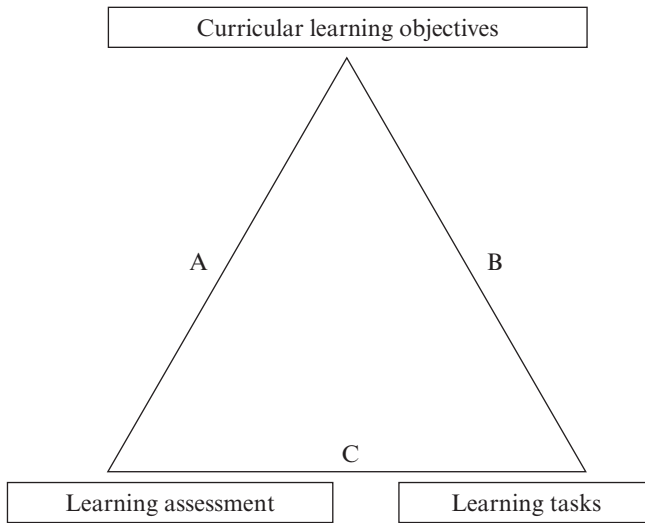 Curricular learning objectives
A
B
C
Learning assessment
Learning tasks